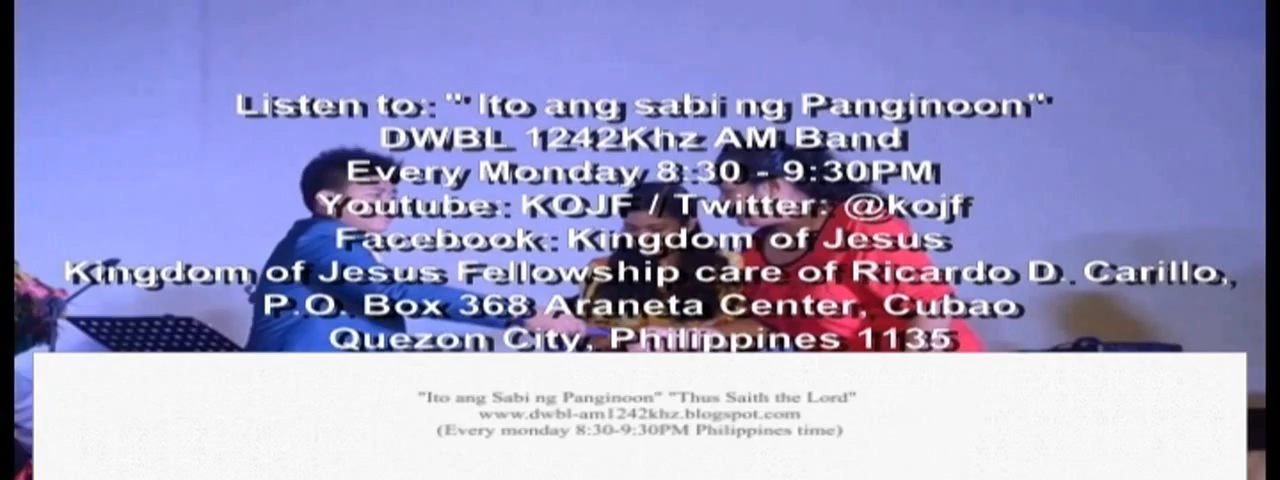 Listen to: "' Ito ang sabi ng Panginoon"'
DWBL 1242Khz AM Band
Every Monday 8:30 - 9:30PM
Youtube: KOJF / Twitter: @kojff
Facebook: Kingdom of Jesus
Kingdom of Jesus Fellowship care of Ricardo D. Carillo,
P.O. Box 368 Araneta Center, Cubao
Quezon City, Philippines 1135
"Ito ang Sabi ng Panginoon" "Thus Saith the Lord"
www.dwbl-am1242khz.blogspot.com
(Every monday 8:30-9:30PM Philippines time)